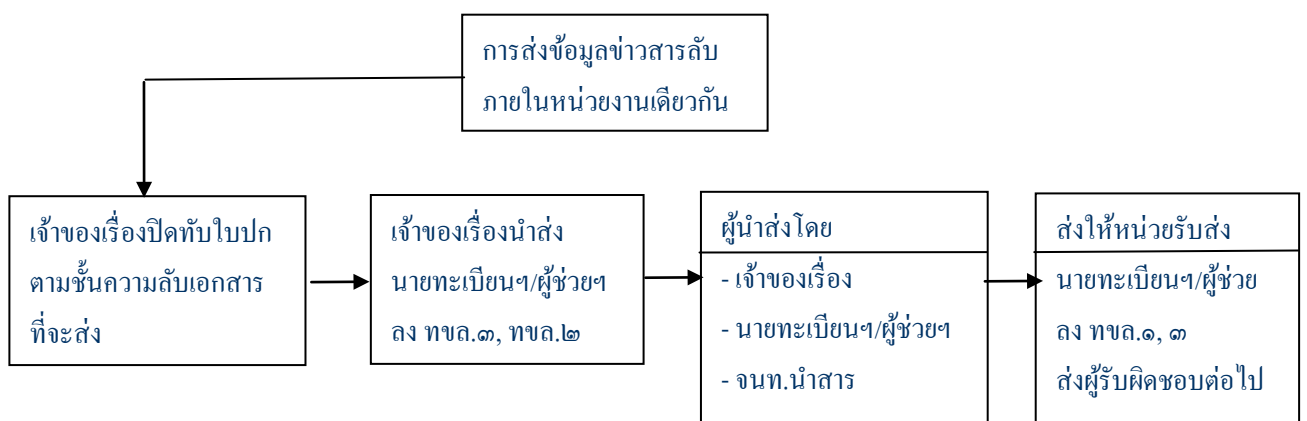 การส่งข้อมูลข่าวสารลับ
ภายในหน่วยงานเดียวกัน
เจ้าของเรื่องปิดทับใบปก
ตามชั้นความลับเอกสาร
ที่จะส่ง
เจ้าของเรื่องนำส่ง
นายทะเบียนฯ/ผู้ช่วยฯ
ลง ทขล.๓, ทขล.๒
ผู้นำส่งโดย
- เจ้าของเรื่อง
- นายทะเบียนฯ/ผู้ช่วยฯ
- จนท.นำสาร
ส่งให้หน่วยรับส่ง
นายทะเบียนฯ/ผู้ช่วย
ลง ทขล.๑, ๓
ส่งผู้รับผิดชอบต่อไป